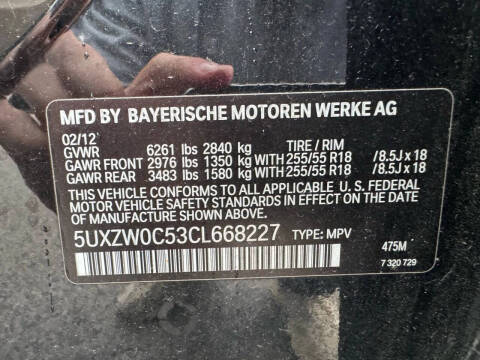 MFD BY BAYERISCHE MOTOREN WERKE AG
02/12
GVWR 6261 lbs 2840 kg TIRE / RIM
GAWR FRONT 2976 lbs 1350 kg WITH 255/55 R18 /8.5J x 18
GAWR REAR 3483 lbs 1580 kg WITH 255/55 R18 /8.5J x 18
THIS VEHICLE CONFORMS TO ALL APPLICABLE U. S. FEDERAL
MOTOR VEHICLE SAFETY STANDARDS IN EFFECT ON THE DATE
OF MANUFACTURE SHOWN ABOVE.
5UXZW0C53CL668227 TYPE: MPV
475M
7 320 729